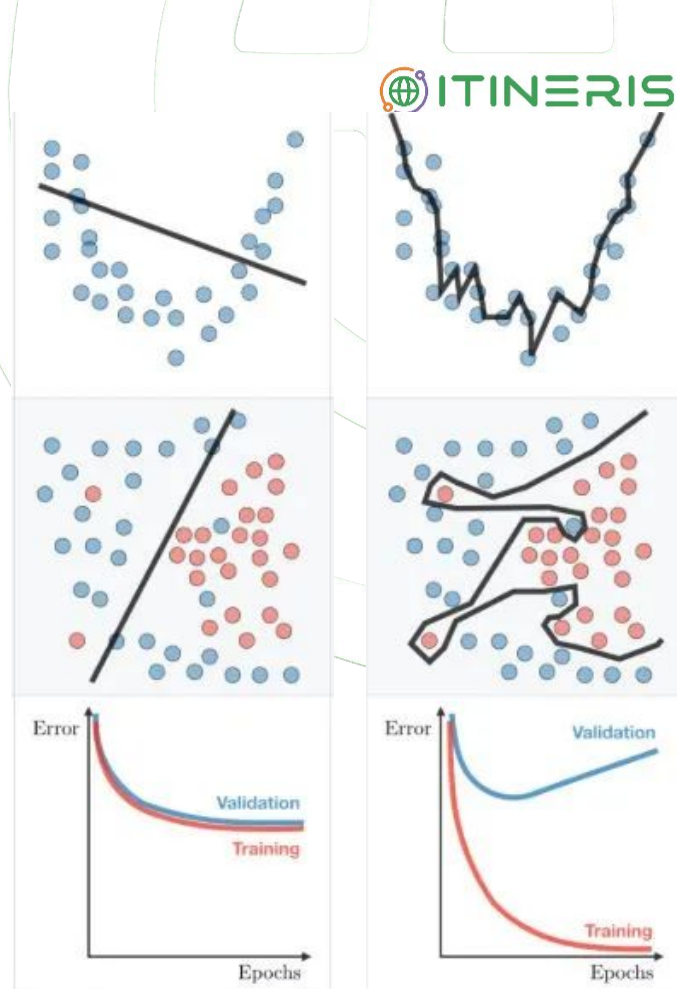 ITINERIS
Error
Validation
Training
Epochs
Error
Validation
Training
Epochs